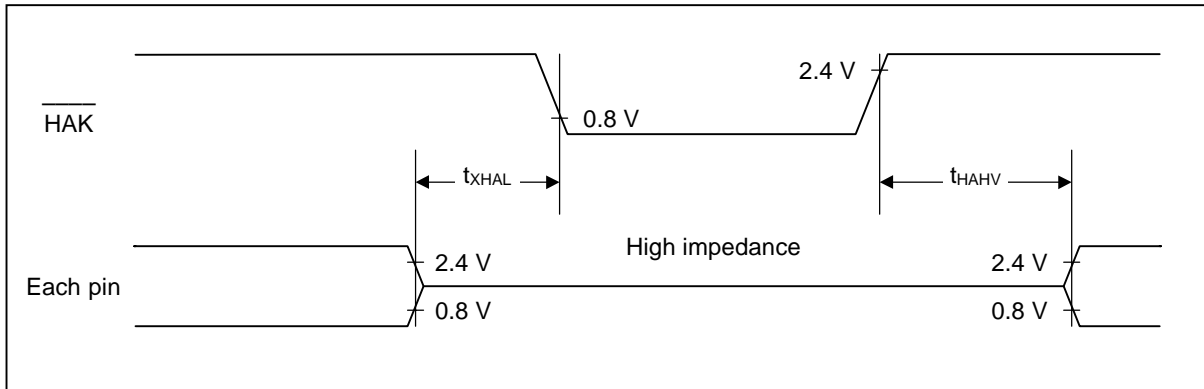 2.4 V
HAK
0.8 V
tXHAL
tHAHV
High impedance
2.4 V
2.4 V
Each pin
0.8 V
0.8 V